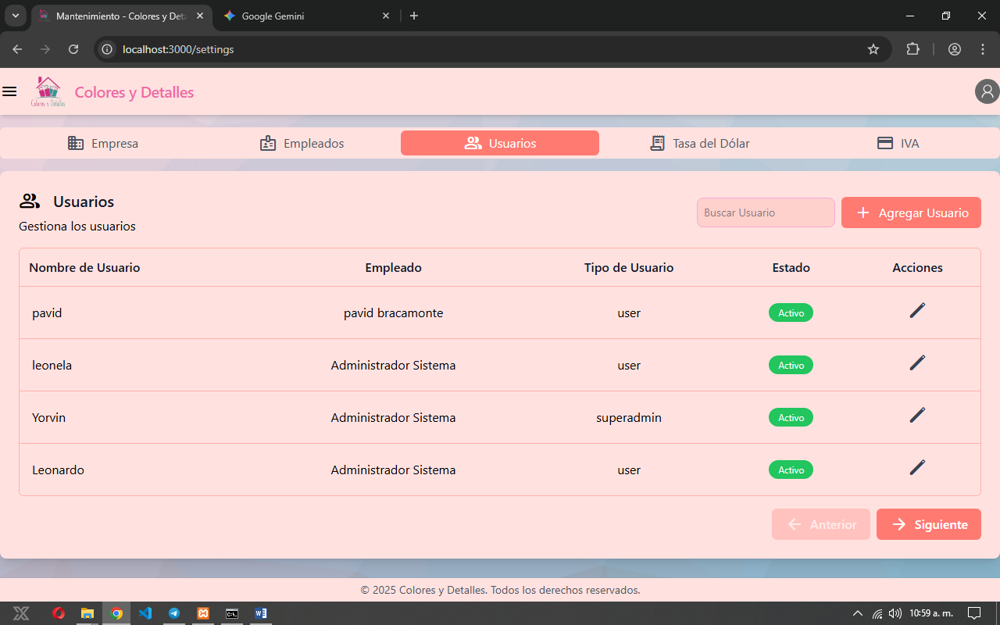 Mantenimiento - Colores y Deta
Google Gemini
localhost:3000/settings
Colores y Detalles
Colores y Detalles
Empresa
Empleados
Usuarios
Tasa del Dólar
IVA
Usuarios
Gestiona los usuarios
Buscar Usuario
Agregar Usuario
Nombre de Usuario Empleado Tipo de Usuario Estado Acciones
pavid pavid bracamonte user Activo
leonela Administrador Sistema user Activo
Yorvin Administrador Sistema superadmin Activo
Leonardo Administrador Sistema user Activo
Anterior
Siguiente
© 2025 Colores y Detalles. Todos los derechos reservados.
10:59 a. m.